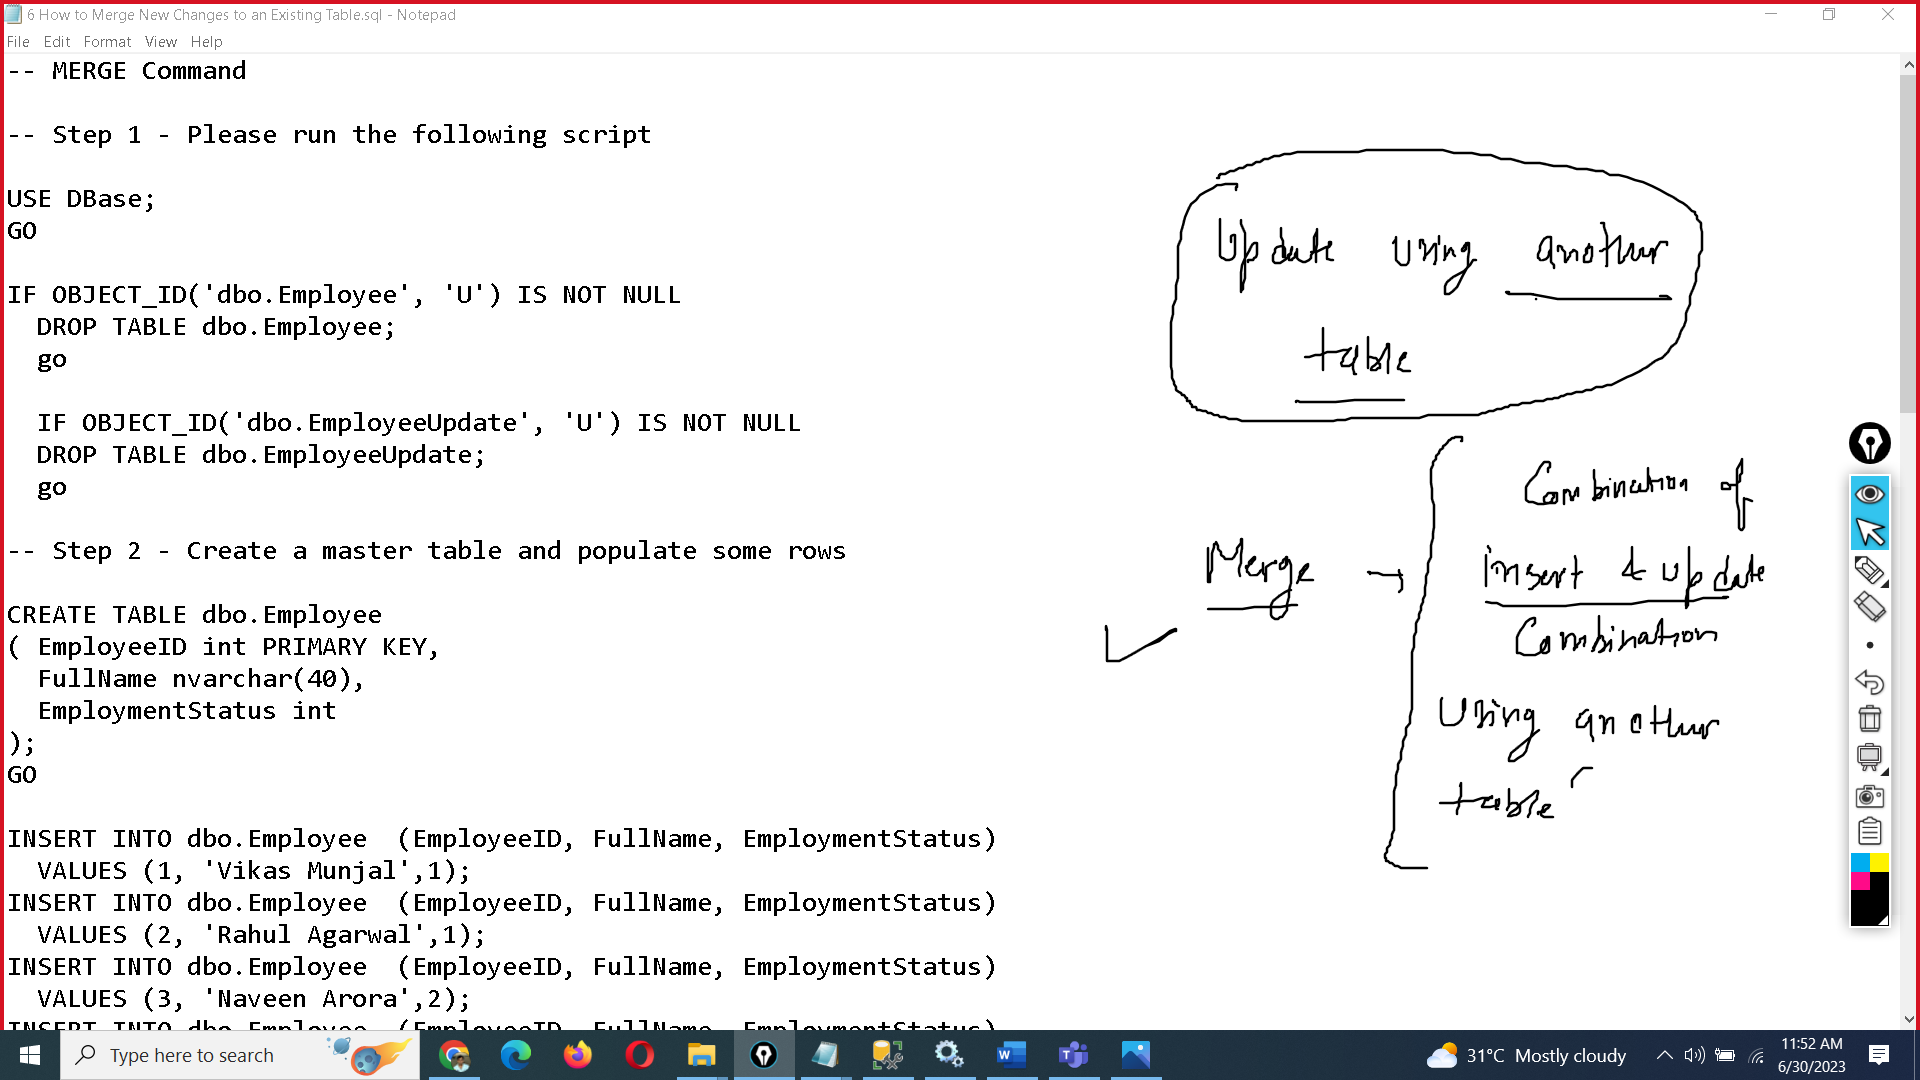 6 How to Merge New Changes to an Existing Table.sql - Notepad
File Edit Format View Help
-- MERGE Command
-- Step 1 - Please run the following script
USE DBase;
GO
IF OBJECT_ID('dbo.Employee', 'U') IS NOT NULL
DROP TABLE dbo.Employee;
go
IF OBJECT_ID('dbo.EmployeeUpdate', 'U') IS NOT NULL
DROP TABLE dbo.EmployeeUpdate;
go
-- Step 2 - Create a master table and populate some rows
CREATE TABLE dbo.Employee
( EmployeeID int PRIMARY KEY,
FullName nvarchar(40),
EmploymentStatus int
);
GO
INSERT INTO dbo.Employee  (EmployeeID, FullName, EmploymentStatus)
VALUES (1, 'Vikas Munjal',1);
INSERT INTO dbo.Employee  (EmployeeID, FullName, EmploymentStatus)
VALUES (2, 'Rahul Agarwal',1);
INSERT INTO dbo.Employee  (EmployeeID, FullName, EmploymentStatus)
VALUES (3, 'Naveen Arora',2);
INSERT INTO dbo.Employee  (EmployeeID, FullName, EmploymentStatus)
Update using another
table
Merge →
Combination of
insert & update
Combination
Using another
table
Type here to search
31°C Mostly cloudy
11:52 AM
6/30/2023